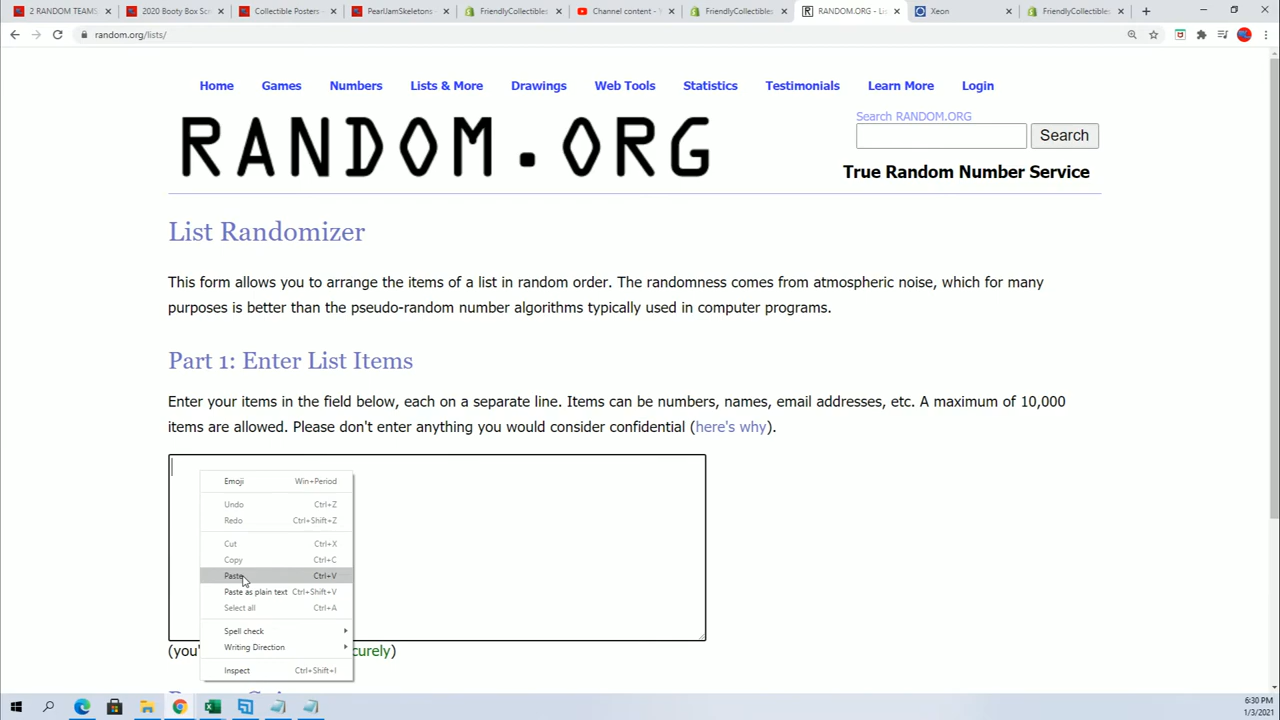 2 RANDOM TEAMS
2020 Booty Box Sc
Collectible Posters
PearlJamSkeletons
FriendlyCollectibles
Channel content - Y
FriendlyCollectibles
RANDOM.ORG - Li
Xeon
FriendlyCollectibles
random.org/lists/
Home Games Numbers Lists & More Drawings Web Tools Statistics Testimonials Learn More Login
RANDOM.ORG
Search RANDOM.ORG
Search
True Random Number Service
List Randomizer
This form allows you to arrange the items of a list in random order. The randomness comes from atmospheric noise, which for many
purposes is better than the pseudo-random number algorithms typically used in computer programs.
Part 1: Enter List Items
Enter your items in the field below, each on a separate line. Items can be numbers, names, email addresses, etc. A maximum of 10,000
items are allowed. Please don't enter anything you would consider confidential (here's why).
Emoji Win+Period
Undo Ctrl+Z
Redo Ctrl+Shift+Z
Cut Ctrl+X
Copy Ctrl+C
Paste Ctrl+V
Paste as plain text Ctrl+Shift+V
Select all Ctrl+A
Spell check
Writing Direction
Inspect Ctrl+Shift+I
(you' curely)
6:30 PM
1/3/2021